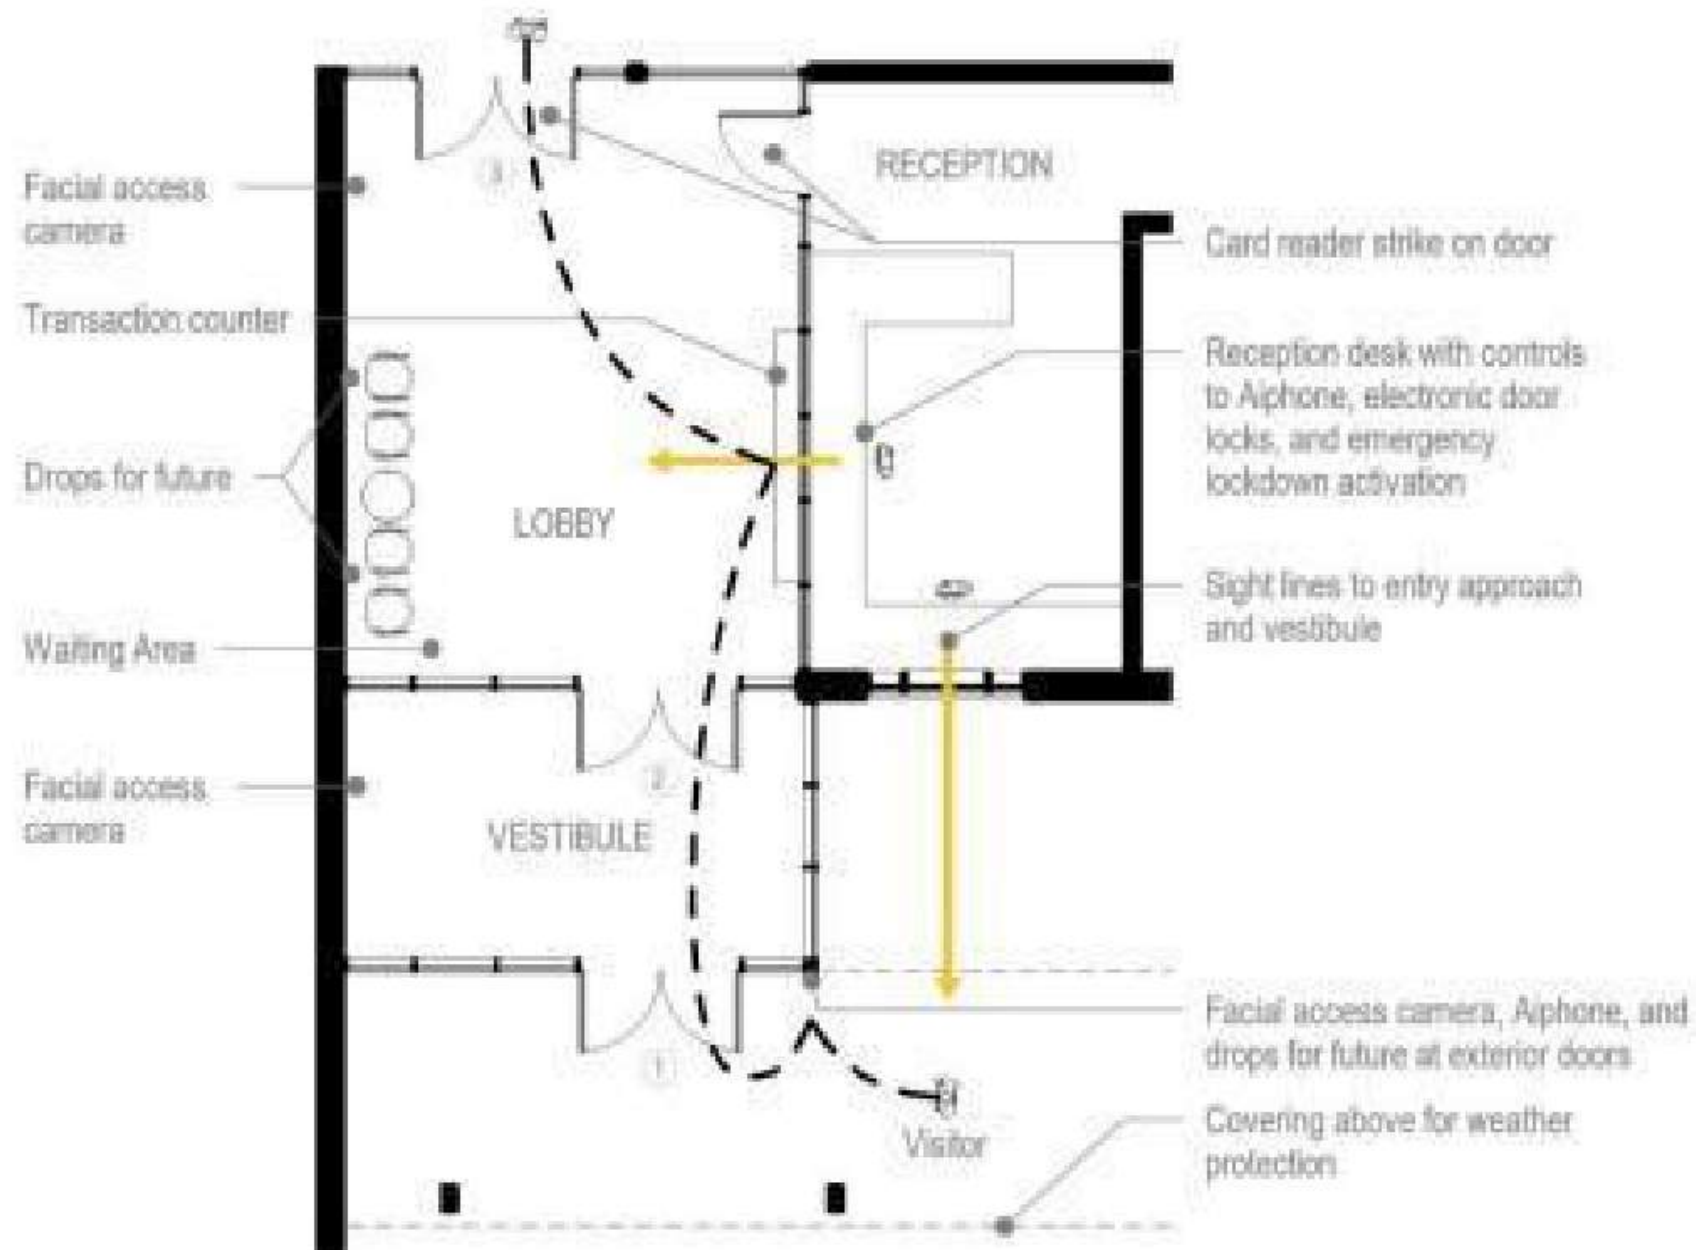 3
RECEPTION
Facial access
camera
Card reader strike on door
Transaction counter
Reception desk with controls
to Aiphone, electronic door
locks, and emergency
lockdown activation
Drops for future
LOBBY
Sight lines to entry approach
and vestibule
Waiting Area
2
Facial access
camera
VESTIBULE
Facial access camera, Aiphone, and
drops for future at exterior doors
1
Visitor
Covering above for weather
protection